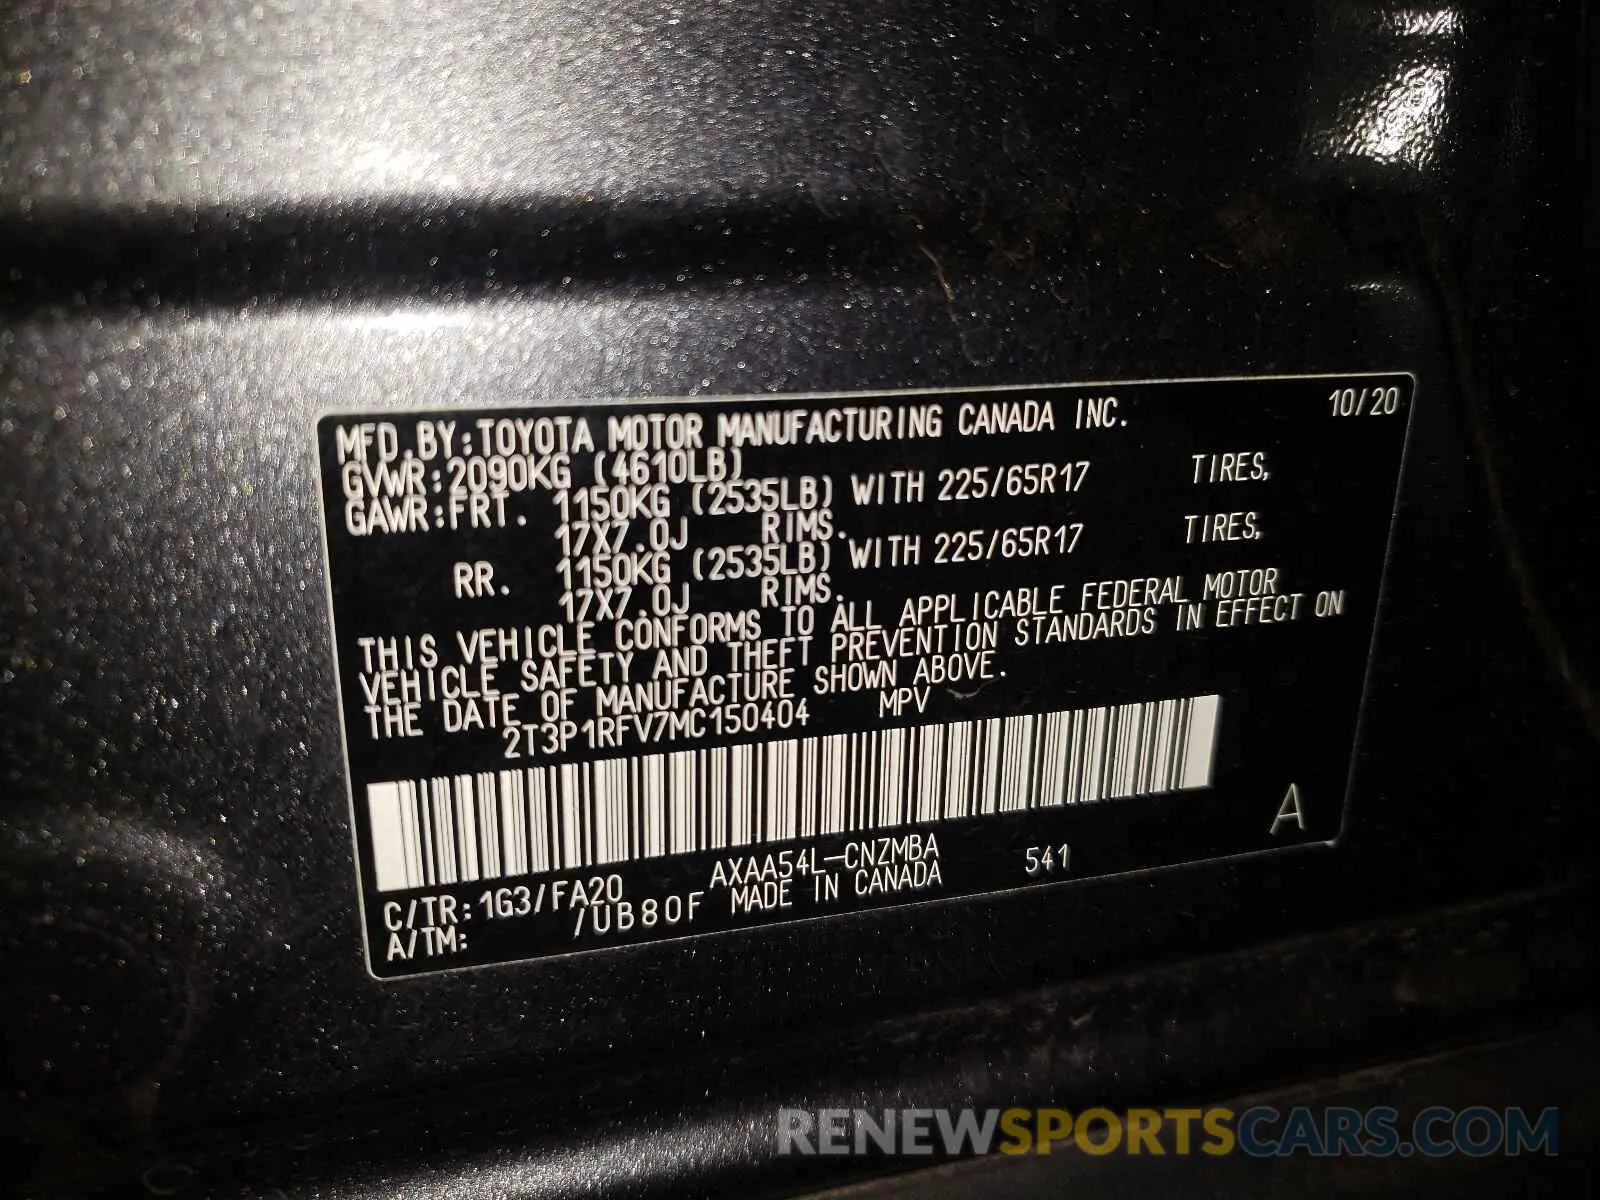 MFD.BY:TOYOTA MOTOR MANUFACTURING CANADA INC. 10/20
GVWR:2090KG (4610LB)
GAWR:FRT. 1150KG (2535LB) WITH 225/65R17 TIRES,
17X7.0J RIMS.
RR. 1150KG (2535LB) WITH 225/65R17 TIRES,
17X7.0J RIMS.
THIS VEHICLE CONFORMS TO ALL APPLICABLE FEDERAL MOTOR
VEHICLE SAFETY AND THEFT PREVENTION STANDARDS IN EFFECT ON
THE DATE OF MANUFACTURE SHOWN ABOVE.
2T3P1RFV7MC150404 MPV
A
C/TR:1G3/FA20 AXAA54L-CNZMBA 541
A/TM: /UB80F MADE IN CANADA
RENEWSPORTSCARS.COM